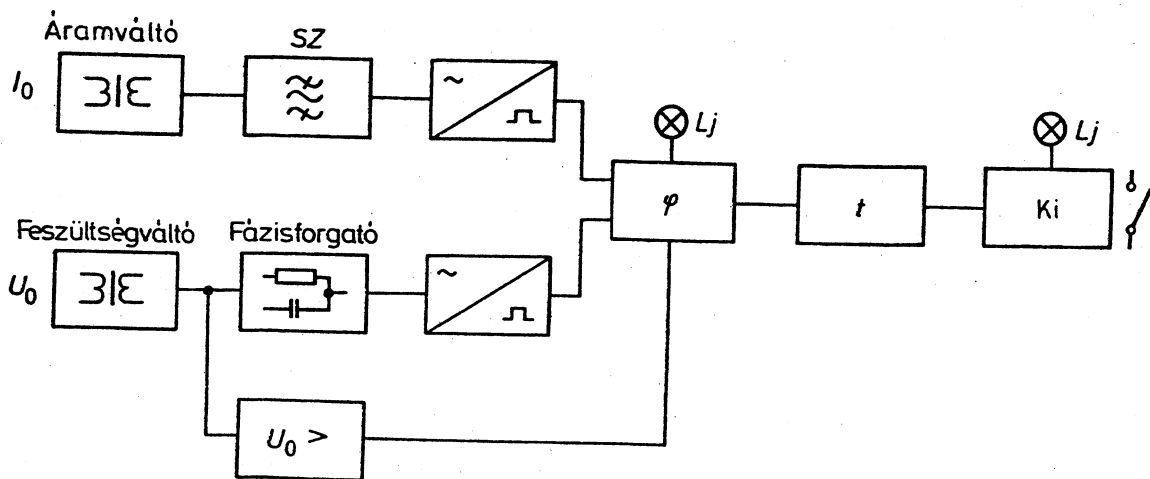 Áramváltó
SZ
I₀
~
Lj
Lj
φ
t
Ki
Feszültségváltó
Fázisforgató
U₀
~
U₀ >